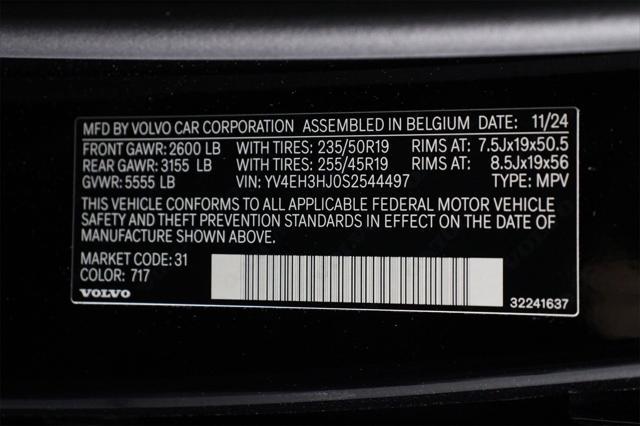 MFD BY VOLVO CAR CORPORATION ASSEMBLED IN BELGIUM DATE: 11/24
FRONT GAWR: 2600 LB WITH TIRES: 235/50R19 RIMS AT: 7.5Jx19x50.5
REAR GAWR: 3155 LB WITH TIRES: 255/45R19 RIMS AT: 8.5Jx19x56
GVWR: 5555 LB VIN: YV4EH3HJ0S2544497 TYPE: MPV
THIS VEHICLE CONFORMS TO ALL APPLICABLE FEDERAL MOTOR VEHICLE
SAFETY AND THEFT PREVENTION STANDARDS IN EFFECT ON THE DATE OF
MANUFACTURE SHOWN ABOVE.
MARKET CODE: 31
COLOR: 717
VOLVO
32241637